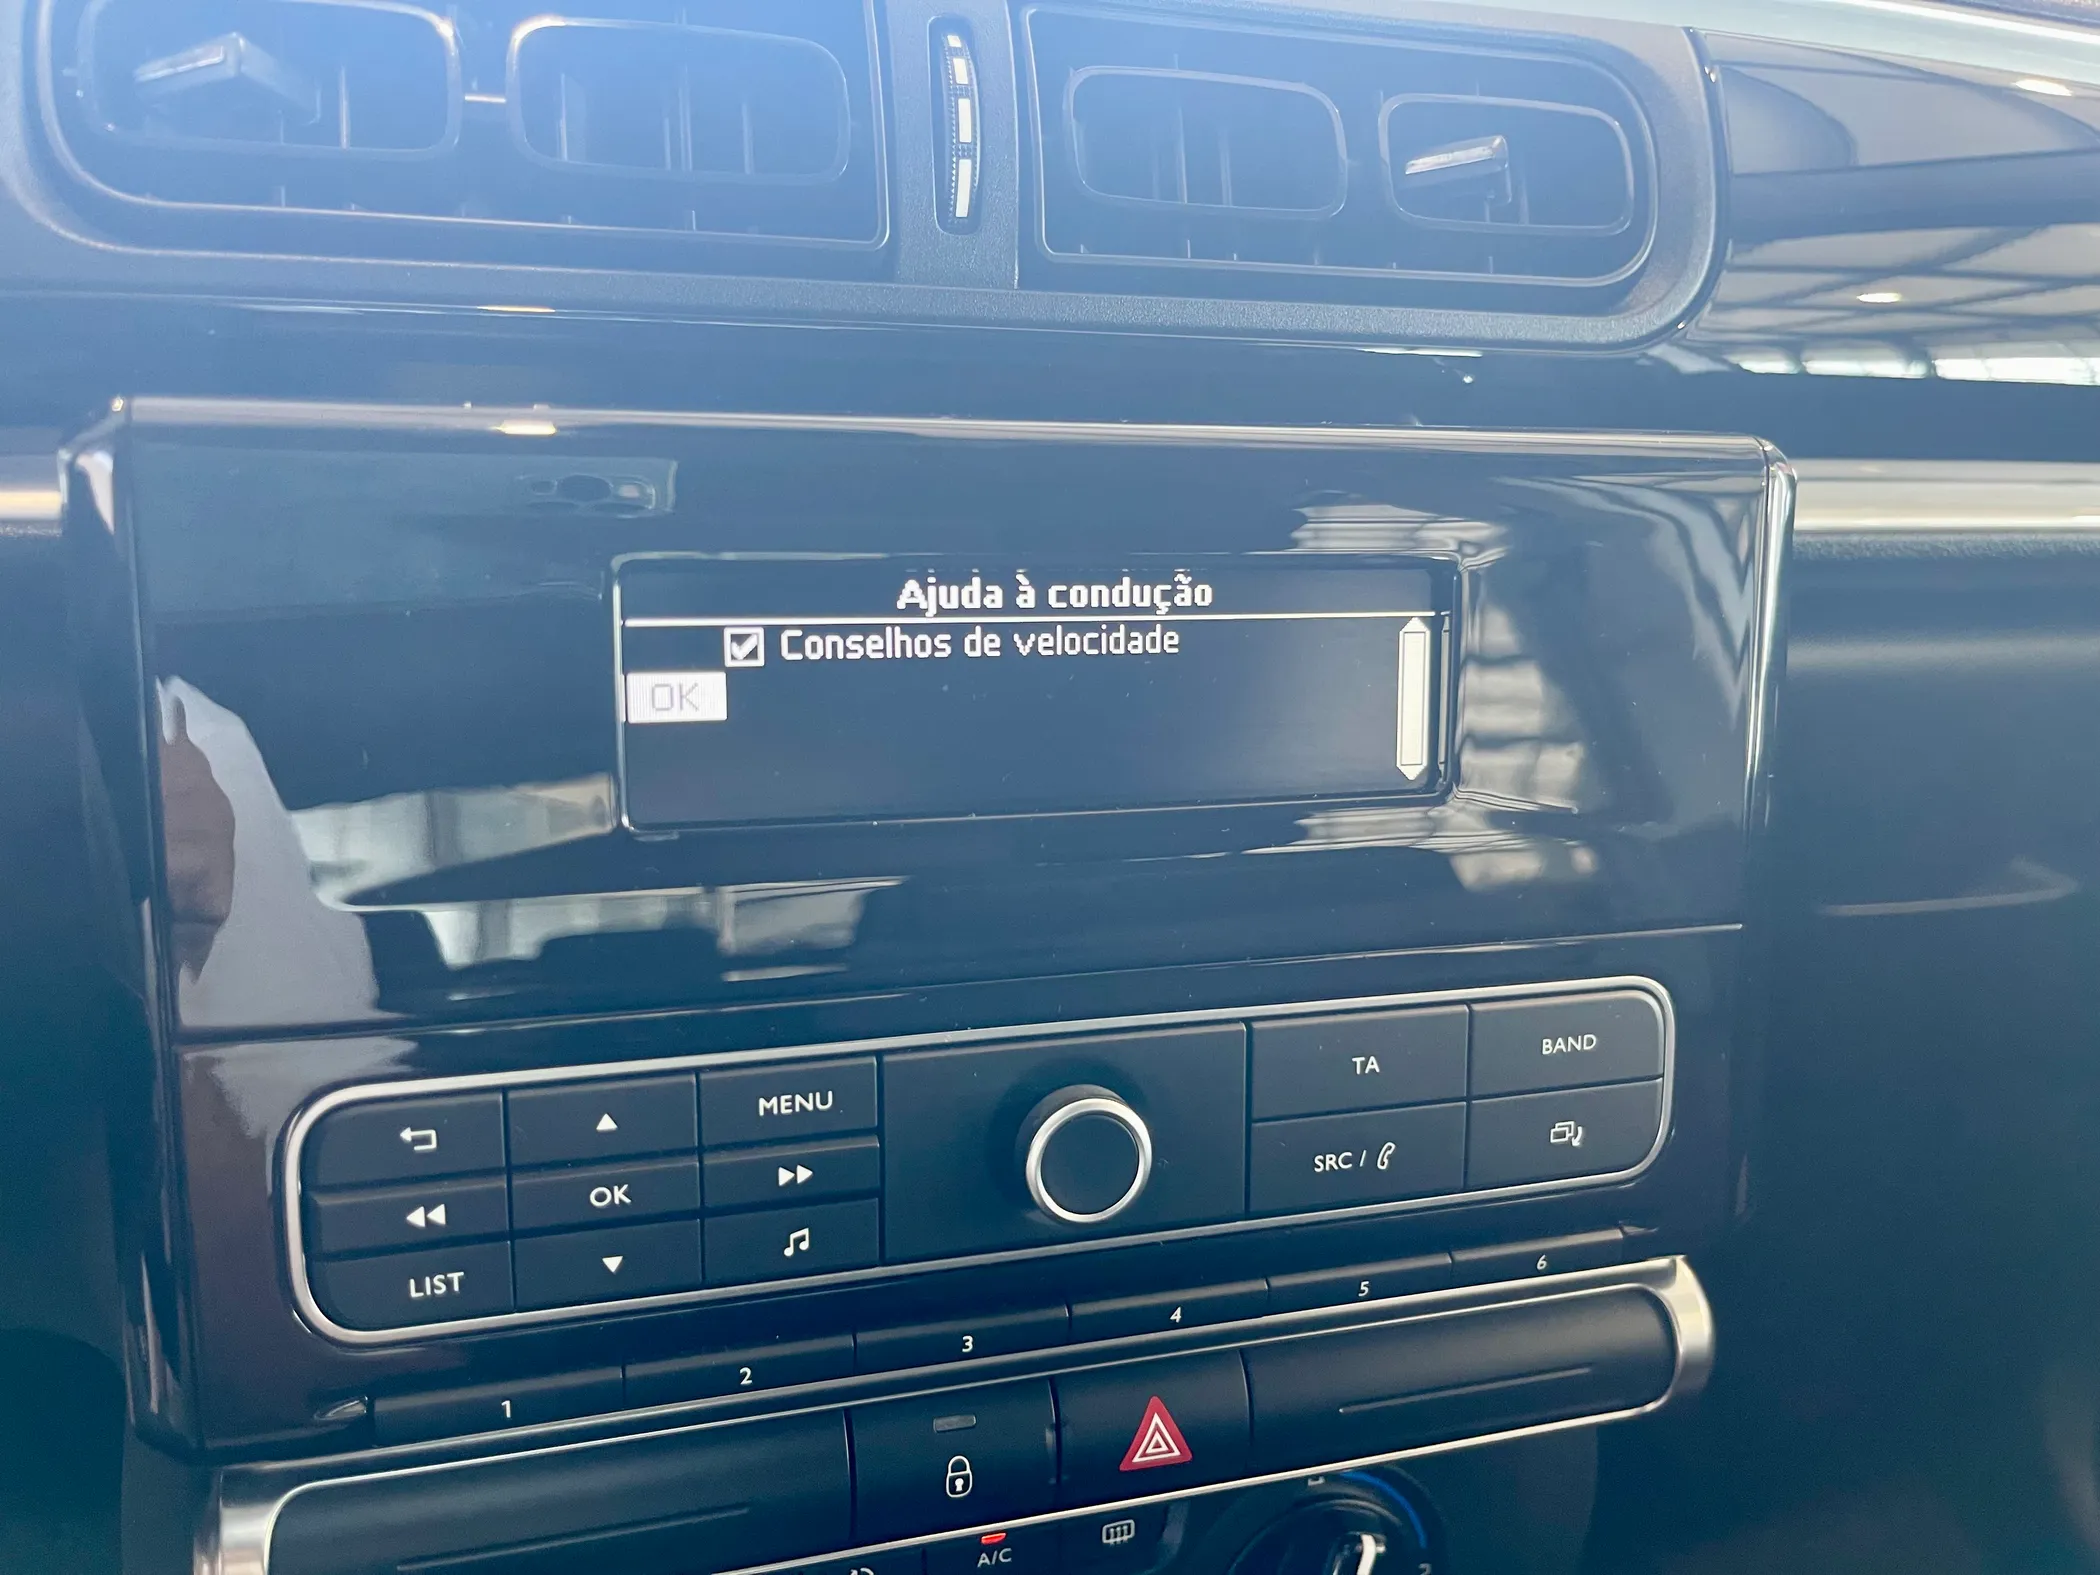 Ajuda à condução
Conselhos de velocidade
OK
MENU
OK
LIST
TA
BAND
SRC /
1
2
3
4
5
6
A/C